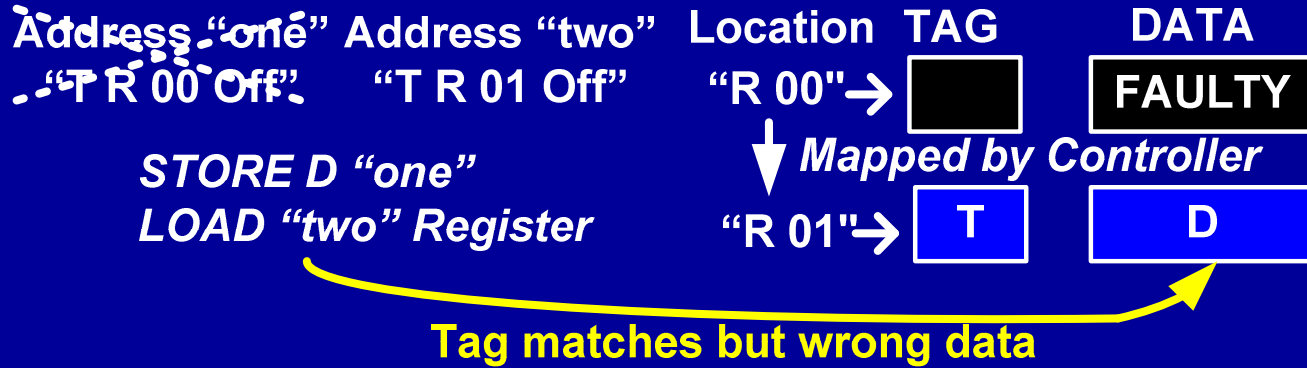 Address “one” Address “two” Location TAG DATA
“T R 00 Off” “T R 01 Off” “R 00" FAULTY
Mapped by Controller
STORE D “one”
LOAD “two” Register “R 01" T D
Tag matches but wrong data